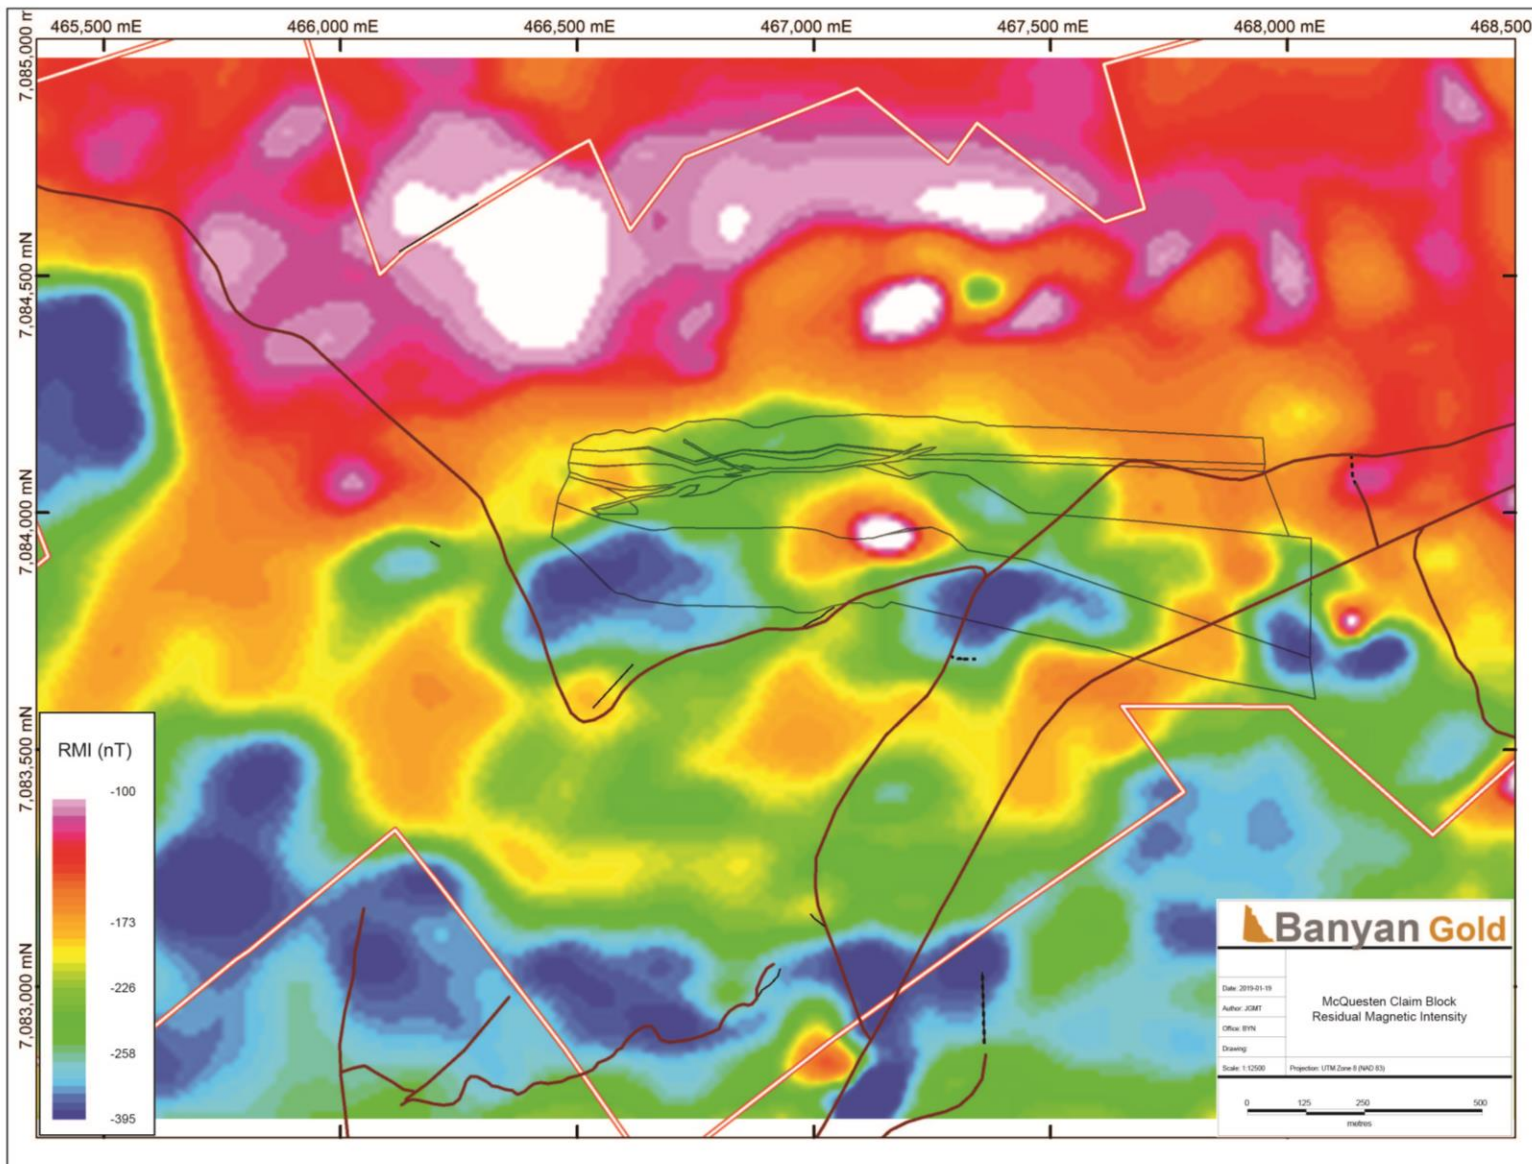 465,500 mE
466,000 mE
466,500 mE
467,000 mE
467,500 mE
468,000 mE
468,500
7,085,000 m
7,084,500 mN
7,084,000 mN
7,083,500 mN
7,083,000 mN
RMI (nT)
-100
-173
-226
-258
-395
Banyan Gold
Date: 2019-01-19
Author: JGMT
Office: BYN
Drawing:
Scale: 1:12500
McQuesten Claim Block
Residual Magnetic Intensity
Projection: UTM Zone 8 (NAD 83)
0 125 250 500
metres